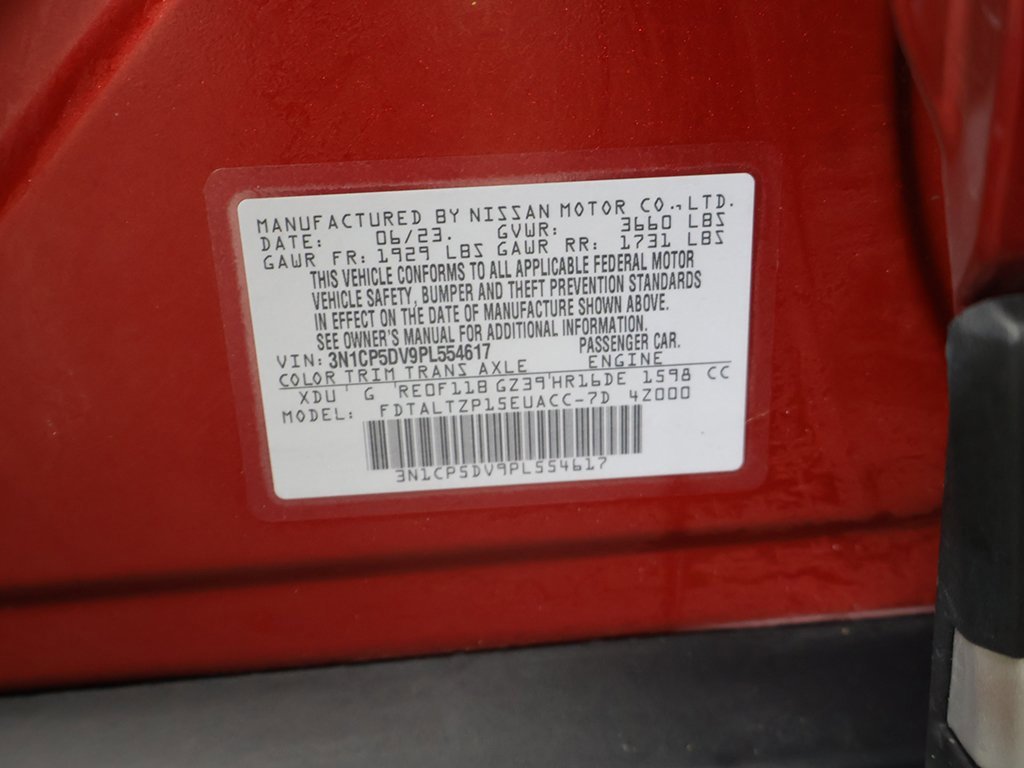 MANUFACTURED BY NISSAN MOTOR CO.,LTD.
DATE: 06/23. GVWR: 3660 LBS
GAWR FR: 1929 LBS GAWR RR: 1731 LBS
THIS VEHICLE CONFORMS TO ALL APPLICABLE FEDERAL MOTOR
VEHICLE SAFETY, BUMPER AND THEFT PREVENTION STANDARDS
IN EFFECT ON THE DATE OF MANUFACTURE SHOWN ABOVE.
SEE OWNER'S MANUAL FOR ADDITIONAL INFORMATION.
VIN: 3N1CP5DV9PL554617 PASSENGER CAR.
COLOR TRIM TRANS AXLE ENGINE
XDU ' G 'RE0F11B GZ39'HR16DE 1598 CC
MODEL: FDTALTZP15EUACC-7D 4Z000
3N1CP5DV9PL554617